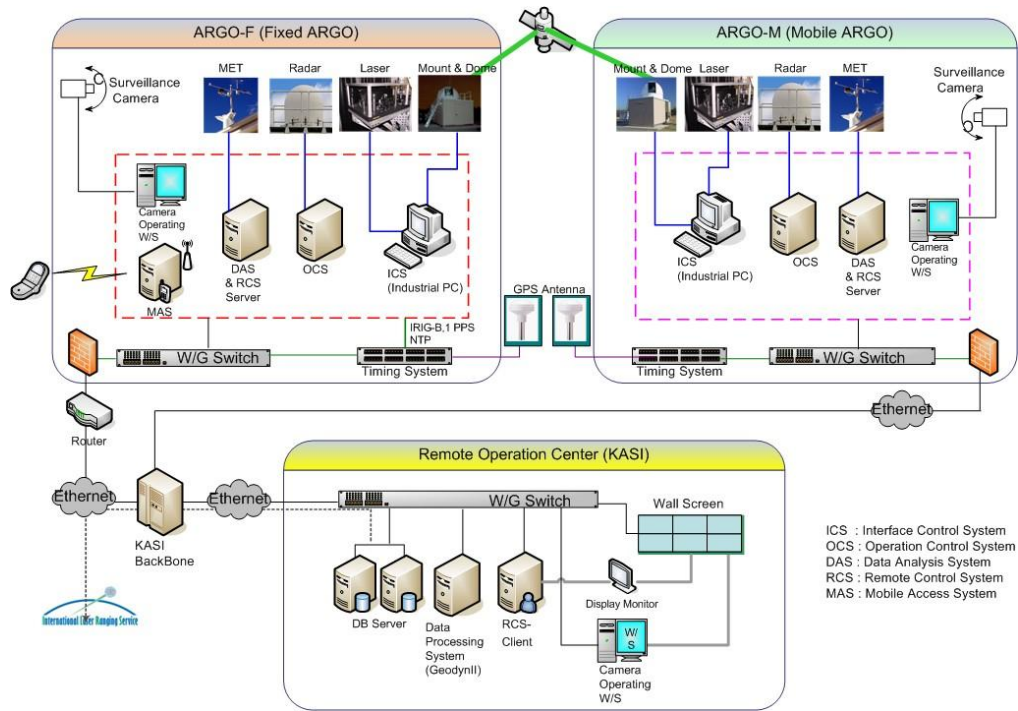 ARGO-F (Fixed ARGO)
Surveillance
Camera
MET
Radar
Laser
Mount & Dome
Camera
Operating
W/S
MAS
DAS
& RCS
Server
OCS
ICS
(Industrial PC)
IRIG-B,1 PPS
NTP
W/G Switch
Timing System
GPS Antenna
ARGO-M (Mobile ARGO)
Mount & Dome
Laser
Radar
MET
Surveillance
Camera
ICS
(Industrial PC)
OCS
DAS
& RCS
Server
Camera
Operating
W/S
Timing System
W/G Switch
Router
Ethernet
Ethernet
Ethernet
KASI
BackBone
International Laser Ranging Service
Remote Operation Center (KASI)
W/G Switch
Wall Screen
DB Server
Data
Processing
System
(GeodynII)
RCS-
Client
Display Monitor
W/
S
Camera
Operating
W/S
ICS : Interface Control System
OCS : Operation Control System
DAS : Data Analysis System
RCS : Remote Control System
MAS : Mobile Access System